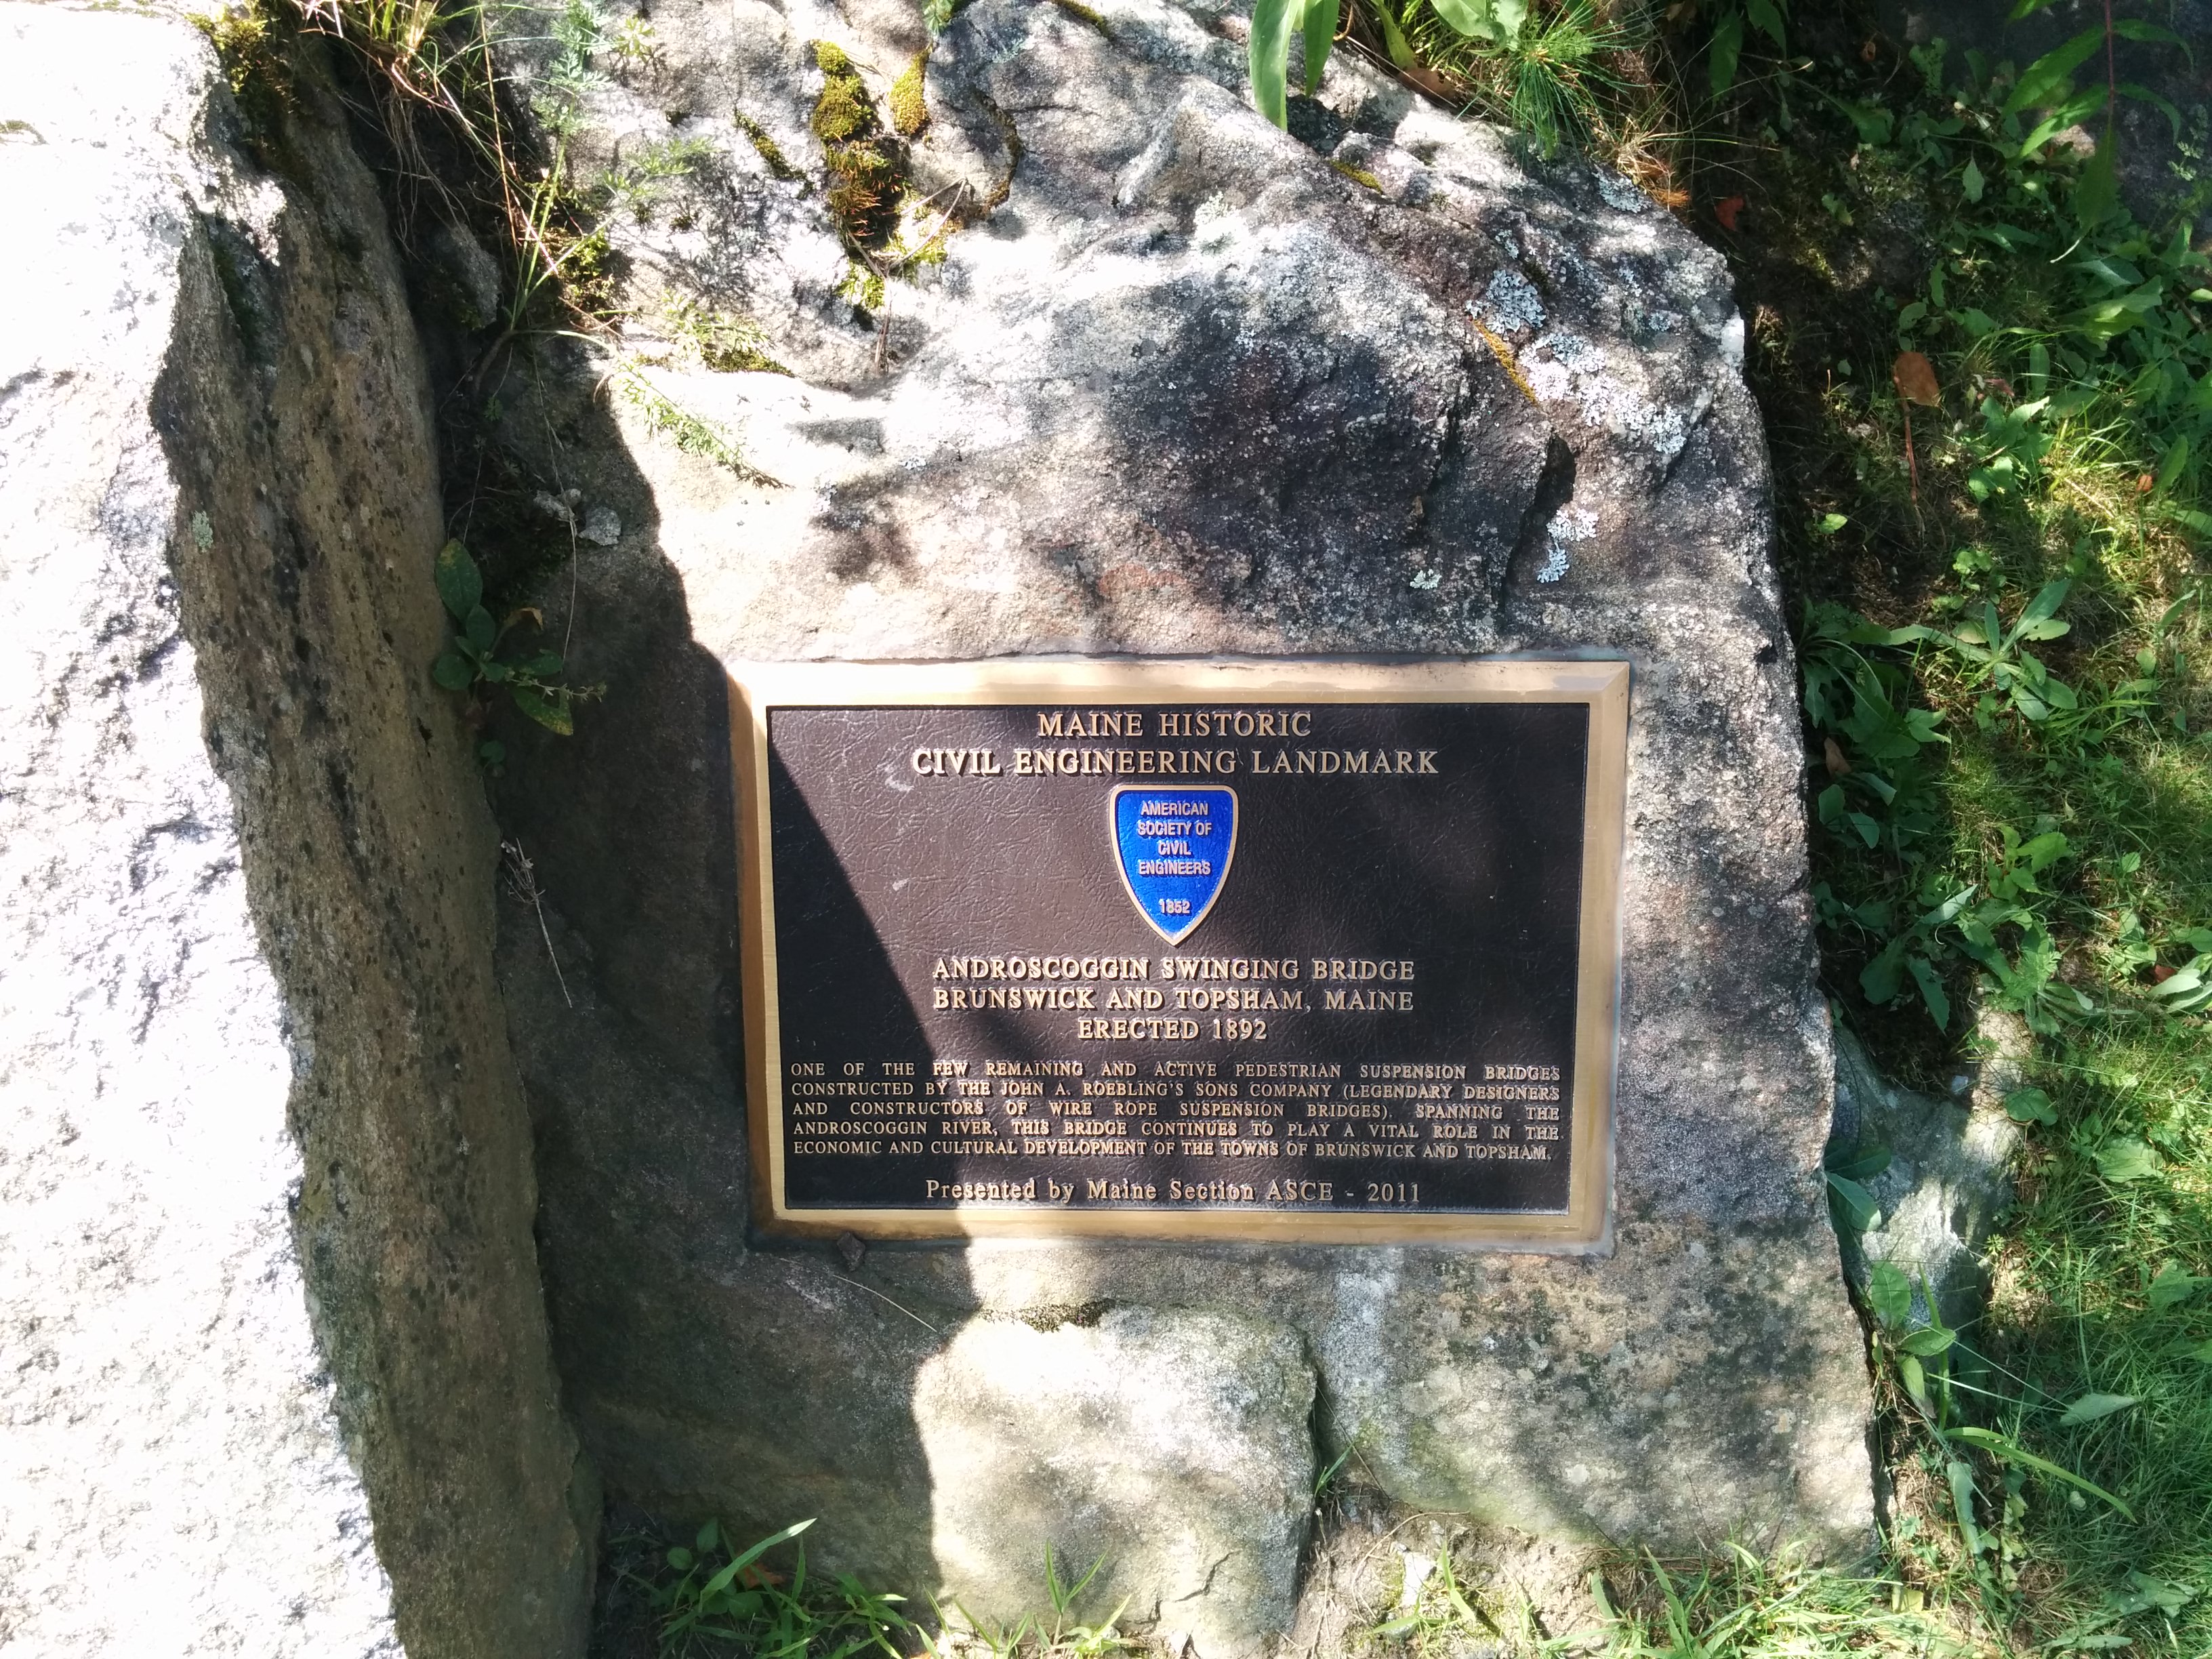 MAINE HISTORIC
CIVIL ENGINEERING LANDMARK
AMERICAN
SOCIETY OF
CIVIL
ENGINEERS
1852
ANDROSCOGGIN SWINGING BRIDGE
BRUNSWICK AND TOPSHAM, MAINE
ERECTED 1892
ONE OF THE FEW REMAINING AND ACTIVE PEDESTRIAN SUSPENSION BRIDGES
CONSTRUCTED BY THE JOHN A. ROEBLING'S SONS COMPANY (LEGENDARY DESIGNERS
AND CONSTRUCTORS OF WIRE ROPE SUSPENSION BRIDGES). SPANNING THE
ANDROSCOGGIN RIVER, THIS BRIDGE CONTINUES TO PLAY A VITAL ROLE IN THE
ECONOMIC AND CULTURAL DEVELOPMENT OF THE TOWNS OF BRUNSWICK AND TOPSHAM.
Presented by Maine Section ASCE - 2011